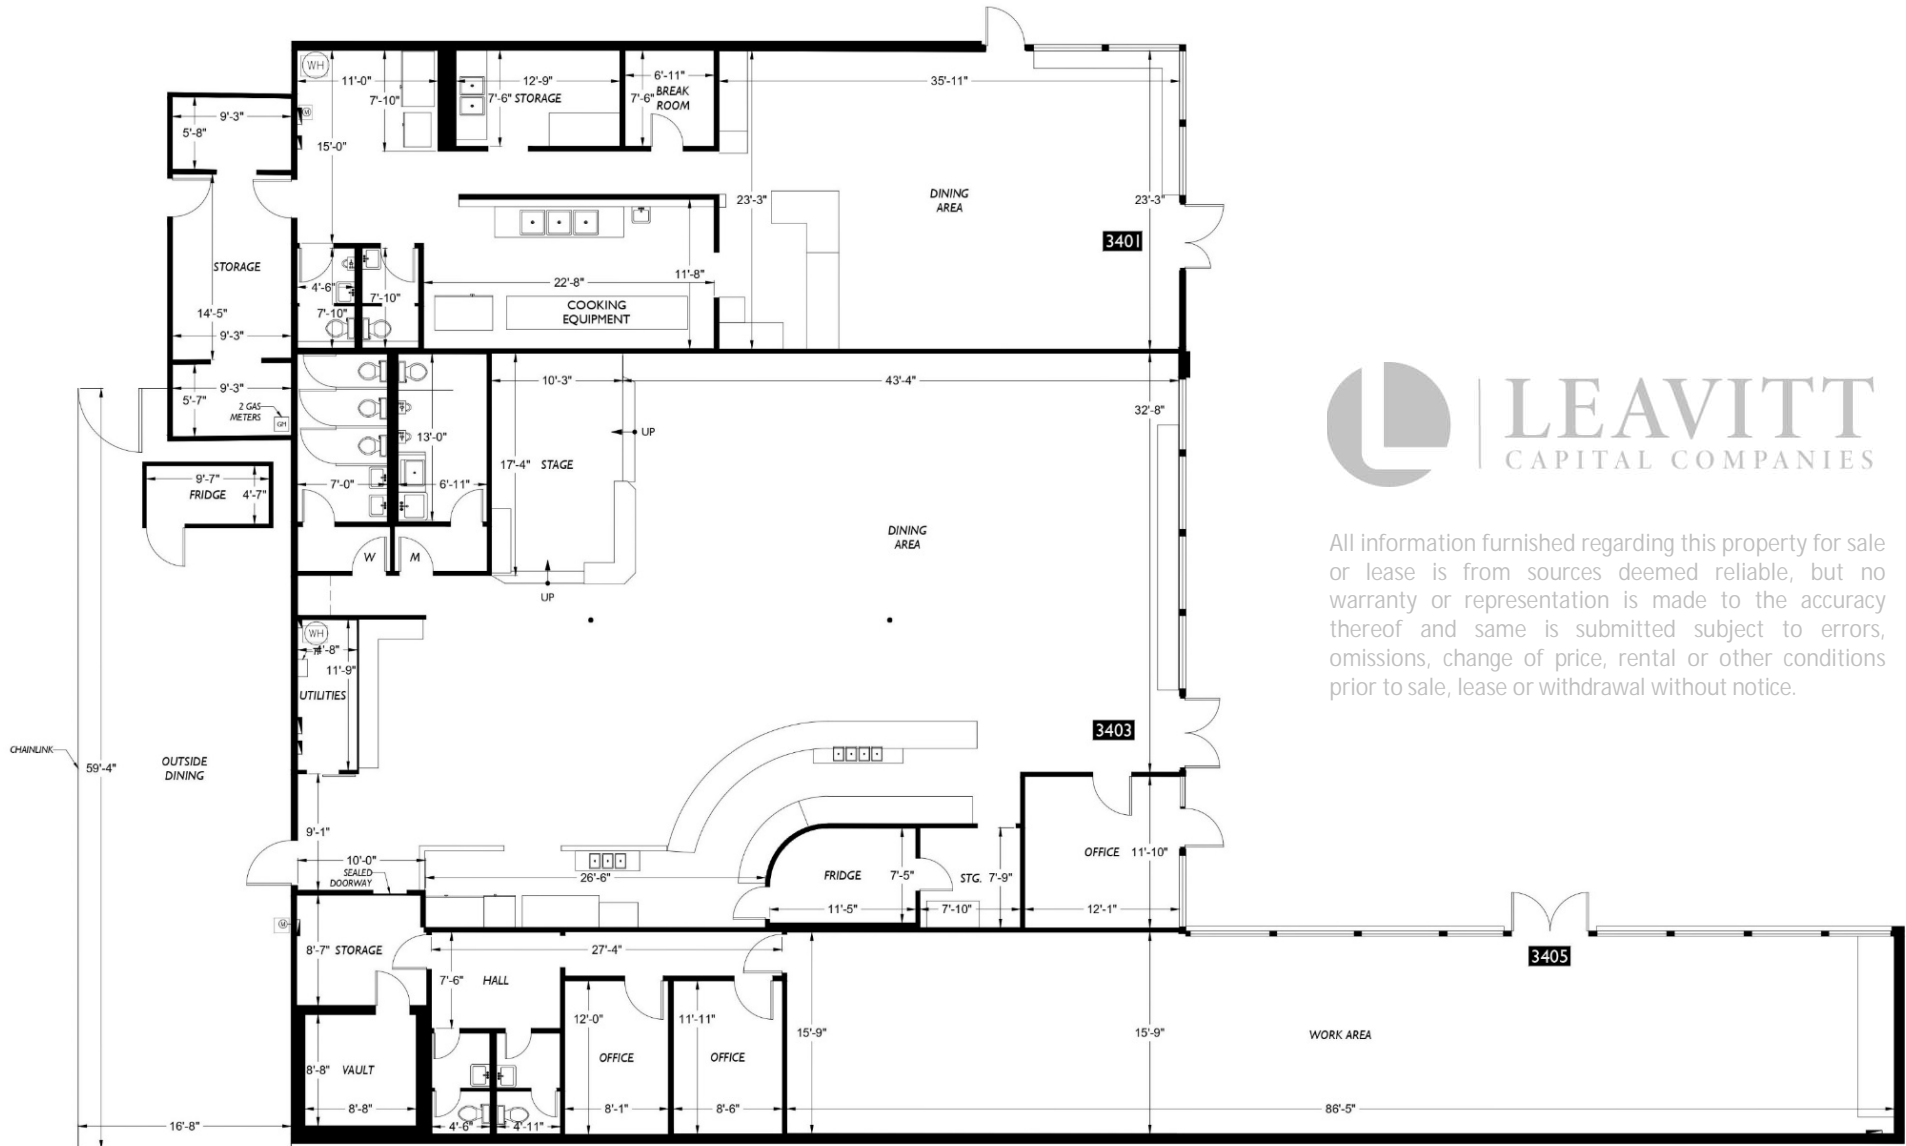 WH
11'-0"
7'-10"
12'-9"
7'-6" STORAGE
6'-11"
BREAK
ROOM
7'-6"
35'-11"
M
15'-0"
9'-3"
5'-8"
23'-3"
DINING
AREA
23'-3"
3401
STORAGE
14'-5"
9'-3"
4'-6"
7'-10"
7'-10"
22'-8"
11'-8"
COOKING
EQUIPMENT
9'-3"
5'-7"
2 GAS
METERS
GM
10'-3"
43'-4"
32'-8"
UP
13'-0"
17'-4" STAGE
7'-0"
6'-11"
9'-7"
FRIDGE
4'-7"
W
M
UP
DINING
AREA
LEAVITT
CAPITAL COMPANIES
All information furnished regarding this property for sale
or lease is from sources deemed reliable, but no
warranty or representation is made to the accuracy
thereof and same is submitted subject to errors,
omissions, change of price, rental or other conditions
prior to sale, lease or withdrawal without notice.
WH
4'-8"
11'-9"
UTILITIES
3403
CHAINLINK
59'-4"
OUTSIDE
DINING
9'-1"
10'-0"
SEALED
DOORWAY
26'-6"
FRIDGE
7'-5"
11'-5"
STG. 7'-9"
7'-10"
OFFICE 11'-10"
12'-1"
8'-7" STORAGE
27'-4"
7'-6"
HALL
3405
12'-0"
11'-11"
15'-9"
15'-9"
WORK AREA
OFFICE
OFFICE
8'-8" VAULT
8'-8"
4'-6"
4'-11"
8'-1"
8'-6"
86'-5"
16'-8"